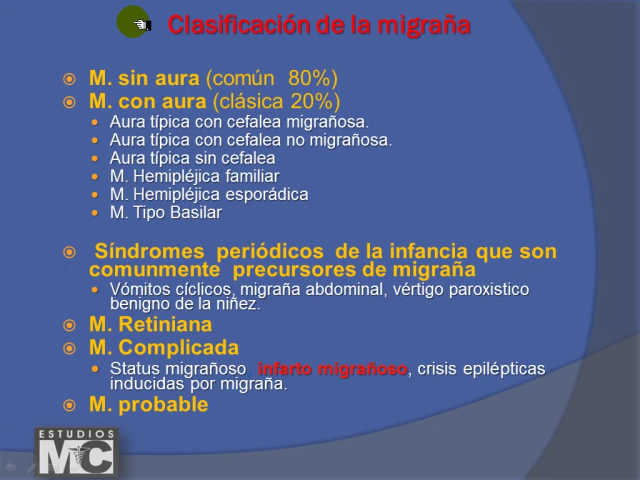 Clasificación de la migraña
M. sin aura (común 80%)
M. con aura (clásica 20%)
Aura típica con cefalea migrañosa.
Aura típica con cefalea no migrañosa.
Aura típica sin cefalea
M. Hemipléjica familiar
M. Hemipléjica esporádica
M. Tipo Basilar
Síndromes periódicos de la infancia que son
comunmente precursores de migraña
Vómitos cíclicos, migraña abdominal, vértigo paroxistico
benigno de la niñez.
M. Retiniana
M. Complicada
Status migrañoso, infarto migrañoso, crisis epilépticas
inducidas por migraña.
M. probable
ESTUDIOS
MC